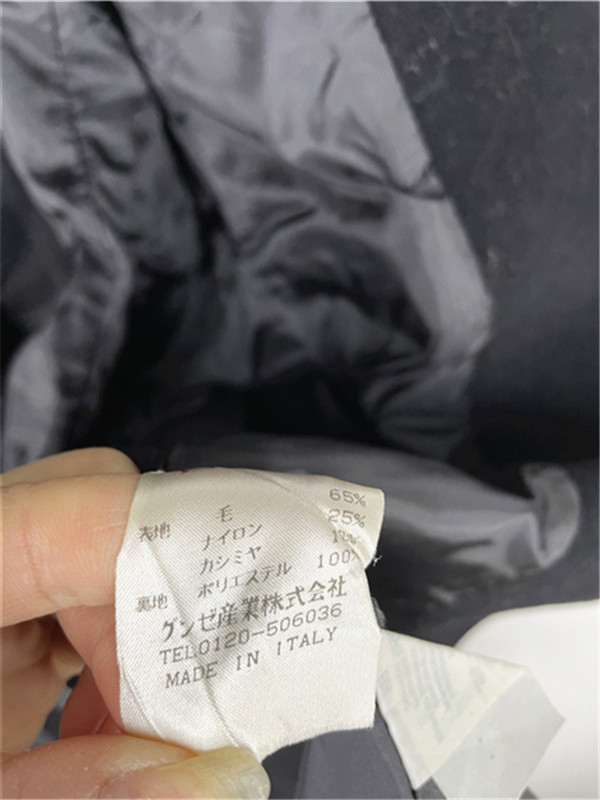 表地 毛 65%
ナイロン 25%
カシミヤ
裏地 ポリエステル 100%
グンゼ産業株式会社
TEL0120-506036
MADE IN ITALY